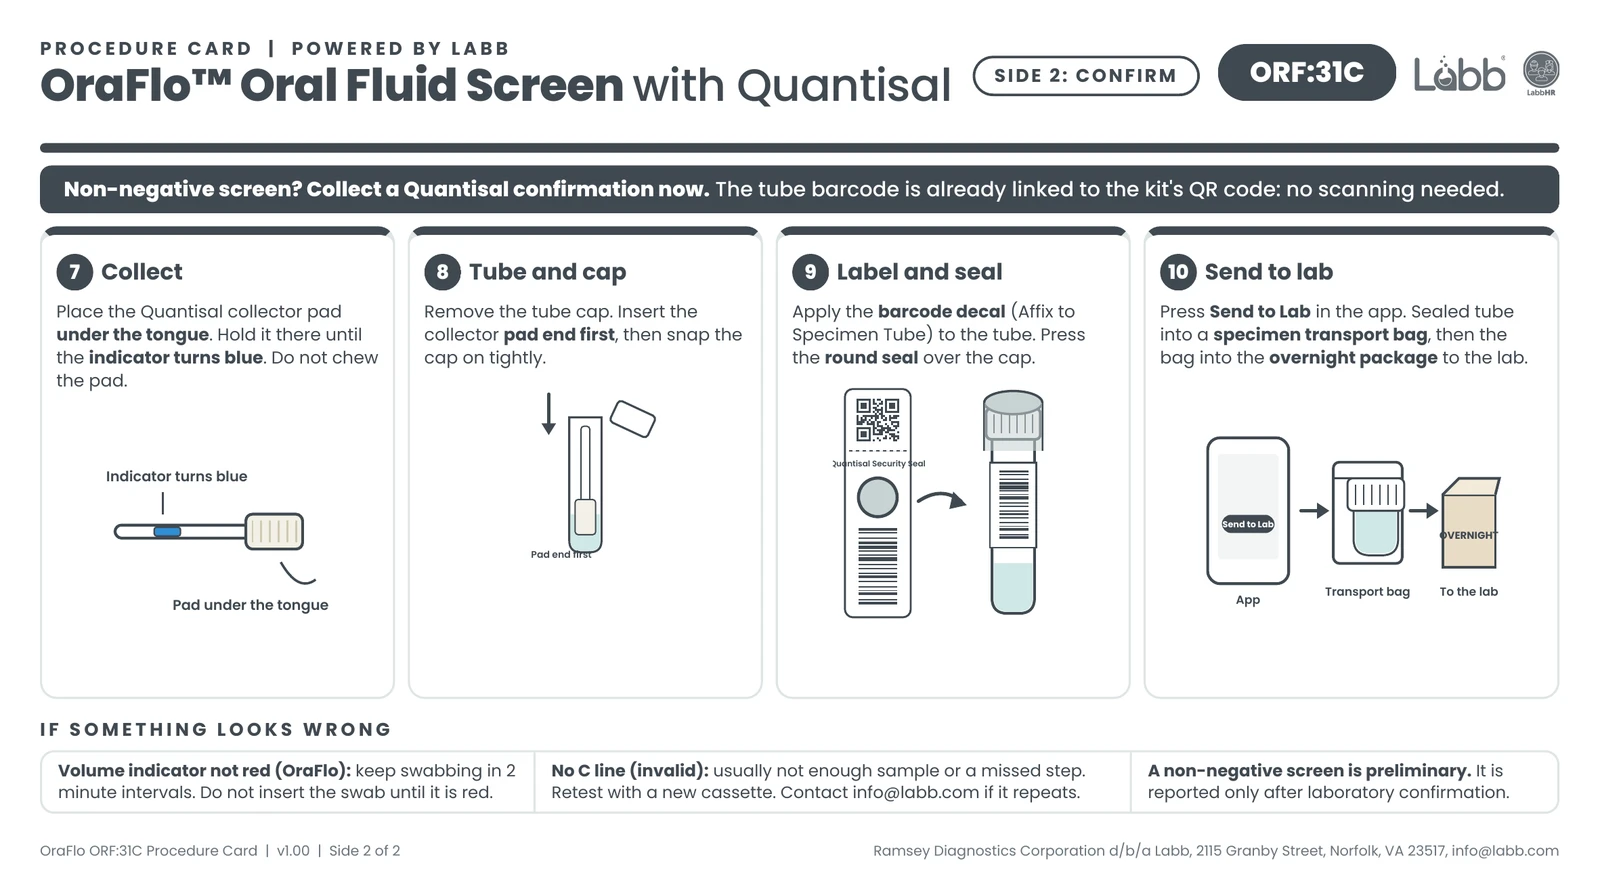 PROCEDURE CARD | POWERED BY LABB
OraFlo™ Oral Fluid Screen with Quantisal
SIDE 2: CONFIRM
ORF:31C
Labb®
LabbHR
Non-negative screen? Collect a Quantisal confirmation now. The tube barcode is already linked to the kit's QR code: no scanning needed.
7 Collect
Place the Quantisal collector pad
under the tongue. Hold it there until
the indicator turns blue. Do not chew
the pad.
Indicator turns blue
Pad under the tongue
8 Tube and cap
Remove the tube cap. Insert the
collector pad end first, then snap the
cap on tightly.
Pad end first
9 Label and seal
Apply the barcode decal (Affix to
Specimen Tube) to the tube. Press
the round seal over the cap.
Quantisal Security Seal
10 Send to lab
Press Send to Lab in the app. Sealed tube
into a specimen transport bag, then the
bag into the overnight package to the lab.
Send to Lab
OVERNIGHT
App
Transport bag
To the lab
IF SOMETHING LOOKS WRONG
Volume indicator not red (OraFlo): keep swabbing in 2
minute intervals. Do not insert the swab until it is red.
No C line (invalid): usually not enough sample or a missed step.
Retest with a new cassette. Contact info@labb.com if it repeats.
A non-negative screen is preliminary. It is
reported only after laboratory confirmation.
OraFlo ORF:31C Procedure Card | v1.00 | Side 2 of 2
Ramsey Diagnostics Corporation d/b/a Labb, 2115 Granby Street, Norfolk, VA 23517, info@labb.com